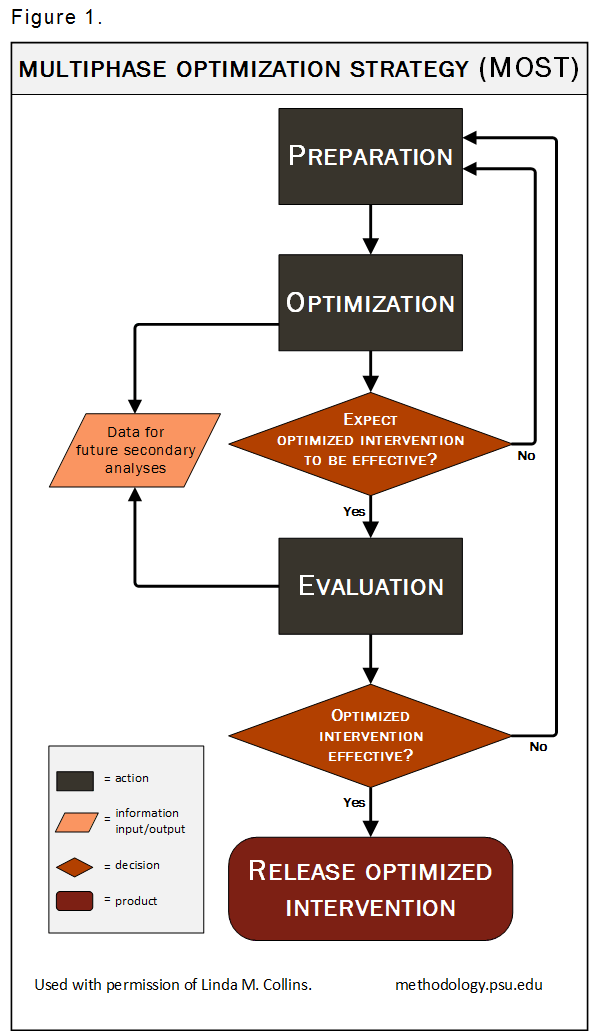 Figure 1.
MULTIPHASE OPTIMIZATION STRATEGY (MOST)
PREPARATION
OPTIMIZATION
EXPECT
OPTIMIZED INTERVENTION
TO BE EFFECTIVE?
No
Data for
future secondary
analyses
Yes
EVALUATION
OPTIMIZED
INTERVENTION
EFFECTIVE?
No
Yes
RELEASE OPTIMIZED
INTERVENTION
= action
= information
input/output
= decision
= product
Used with permission of Linda M. Collins.
methodology.psu.edu